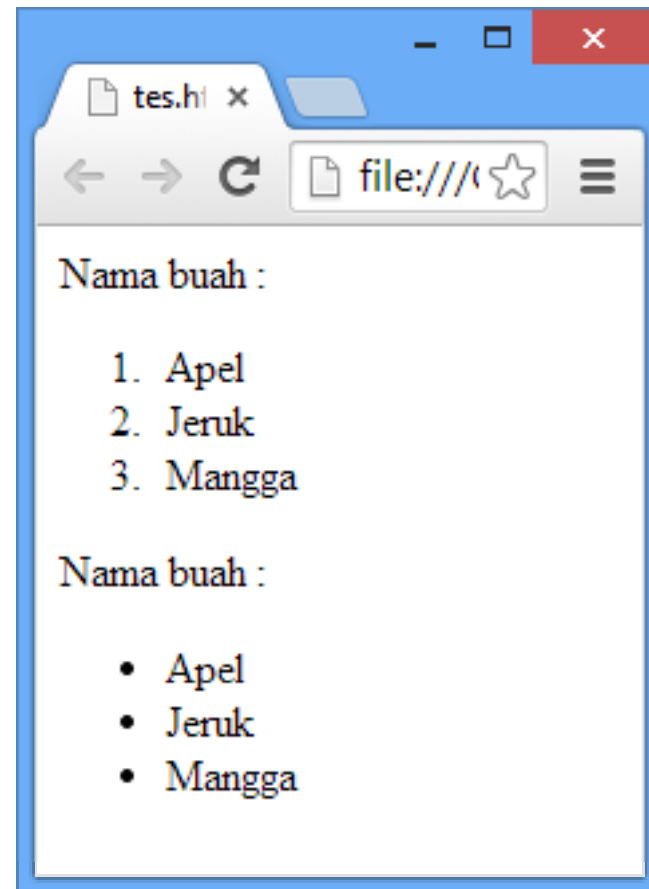 tes.ht
file:///
Nama buah :
1. Apel
2. Jeruk
3. Mangga
Nama buah :
• Apel
• Jeruk
• Mangga